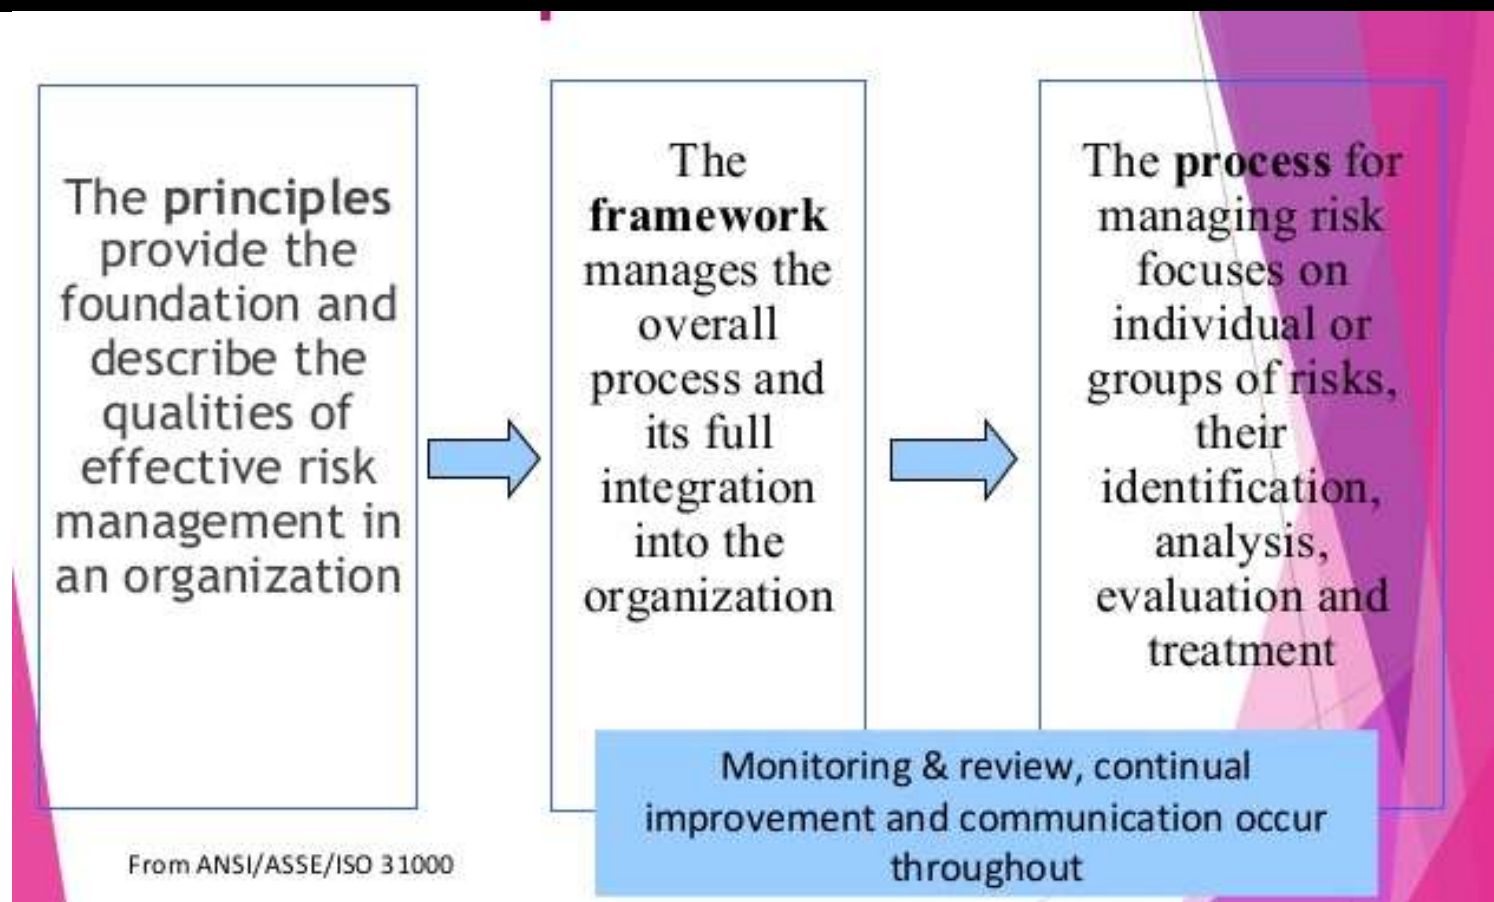 The principles
provide the
foundation and
describe the
qualities of
effective risk
management in
an organization
The
framework
manages the
overall
process and
its full
integration
into the
organization
The process for
managing risk
focuses on
individual or
groups of risks,
their
identification,
analysis,
evaluation and
treatment
Monitoring & review, continual
improvement and communication occur
throughout
From ANSI/ASSE/ISO 31000